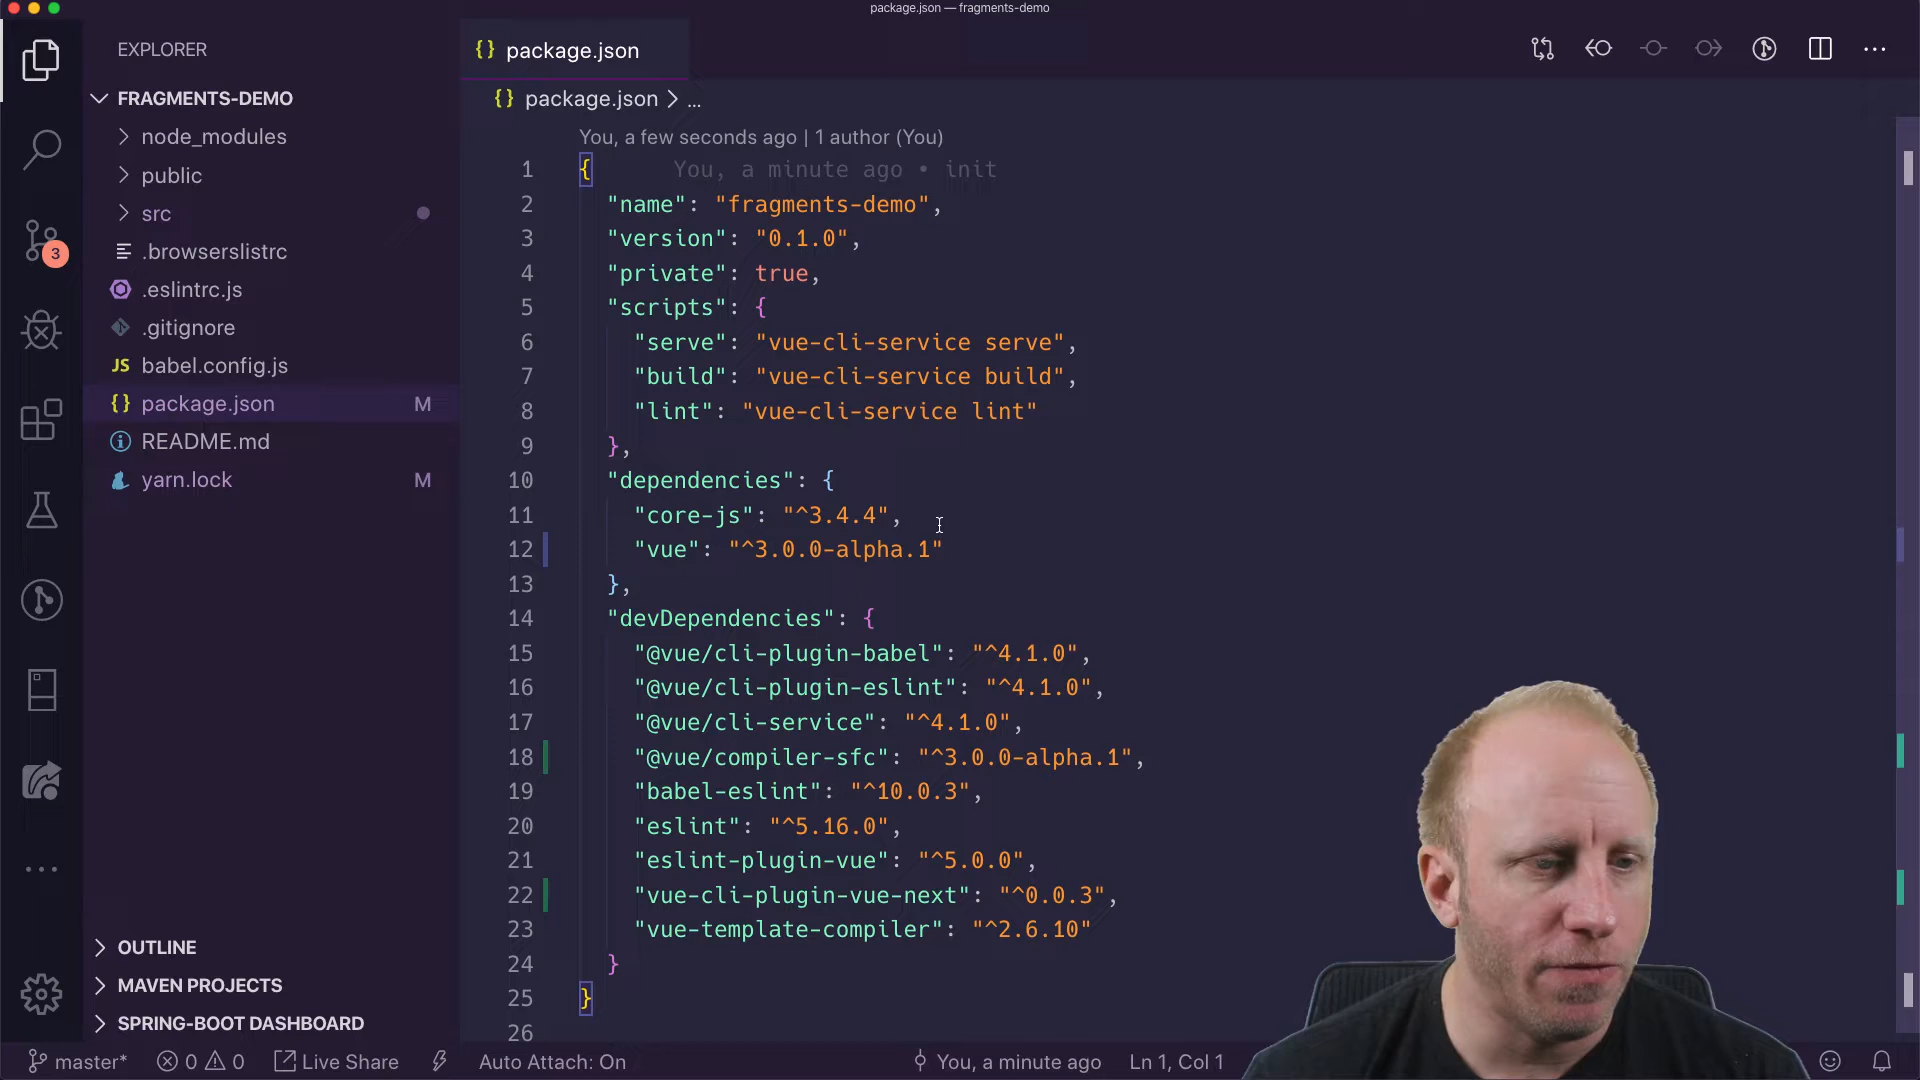 package.json — fragments-demo
EXPLORER
FRAGMENTS-DEMO
node_modules
public
src
.browserslistrc
.eslintrc.js
.gitignore
JS babel.config.js
{} package.json M
README.md
yarn.lock M
OUTLINE
MAVEN PROJECTS
SPRING-BOOT DASHBOARD
3
{} package.json
{} package.json > ...
You, a few seconds ago | 1 author (You)
1 { You, a minute ago • init
2 "name": "fragments-demo",
3 "version": "0.1.0",
4 "private": true,
5 "scripts": {
6 "serve": "vue-cli-service serve",
7 "build": "vue-cli-service build",
8 "lint": "vue-cli-service lint"
9 },
10 "dependencies": {
11 "core-js": "^3.4.4",
12 "vue": "^3.0.0-alpha.1"
13 },
14 "devDependencies": {
15 "@vue/cli-plugin-babel": "^4.1.0",
16 "@vue/cli-plugin-eslint": "^4.1.0",
17 "@vue/cli-service": "^4.1.0",
18 "@vue/compiler-sfc": "^3.0.0-alpha.1",
19 "babel-eslint": "^10.0.3",
20 "eslint": "^5.16.0",
21 "eslint-plugin-vue": "^5.0.0",
22 "vue-cli-plugin-vue-next": "^0.0.3",
23 "vue-template-compiler": "^2.6.10"
24 }
25 }
26
master* 0 0 Live Share Auto Attach: On You, a minute ago Ln 1, Col 1